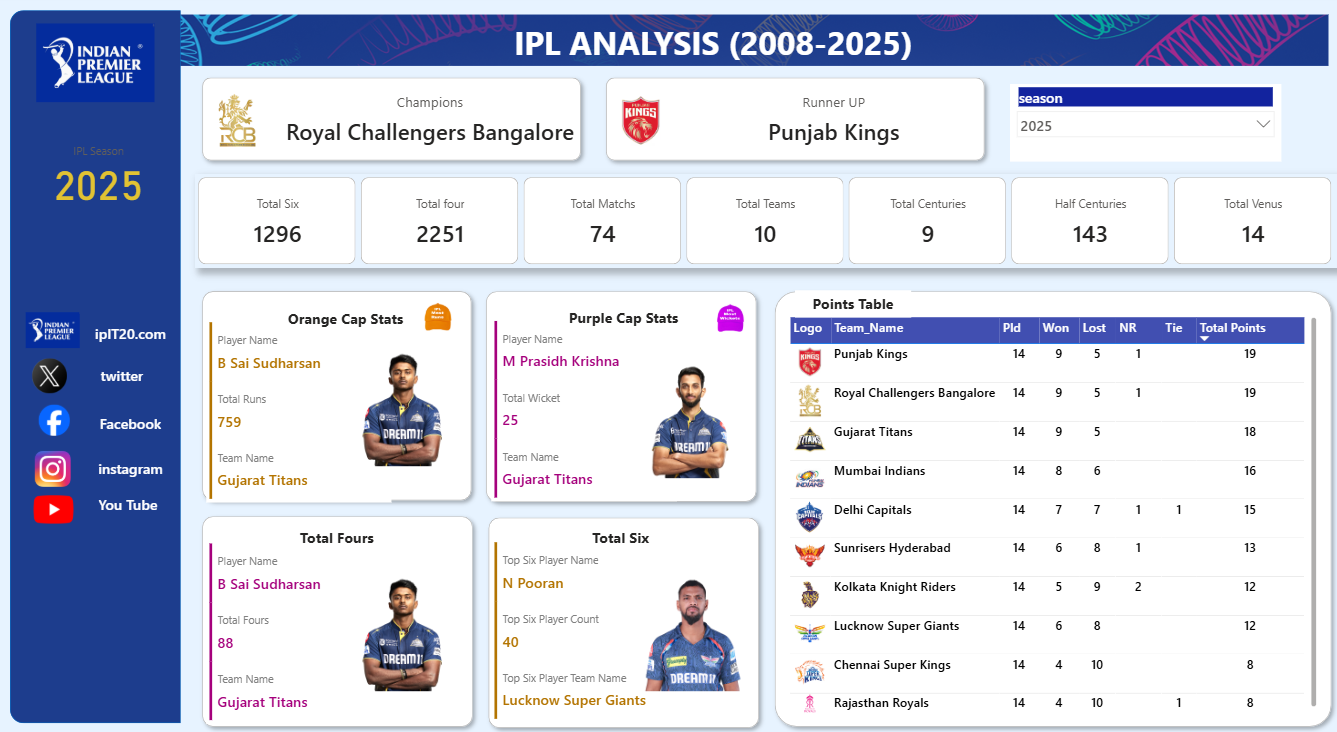 INDIAN
PREMIER
LEAGUE
IPL ANALYSIS (2008-2025)
IPL Season
2025
Champions
Royal Challengers Bangalore
Runner UP
Punjab Kings
season
2025
Total Six
1296
Total four
2251
Total Matchs
74
Total Teams
10
Total Centuries
9
Half Centuries
143
Total Venus
14
INDIAN
PREMIER
LEAGUE
iplT20.com
twitter
Facebook
instagram
You Tube
Orange Cap Stats
Player Name
B Sai Sudharsan
Total Runs
759
Team Name
Gujarat Titans
DREAM11
Purple Cap Stats
Player Name
M Prasidh Krishna
Total Wicket
25
Team Name
Gujarat Titans
DREAM11
Total Fours
Player Name
B Sai Sudharsan
Total Fours
88
Team Name
Gujarat Titans
DREAM11
Total Six
Top Six Player Name
N Pooran
Top Six Player Count
40
Top Six Player Team Name
Lucknow Super Giants
DREAM11
Points Table
Logo Team_Name Pld Won Lost NR Tie Total Points
Punjab Kings 14 9 5 1 19
Royal Challengers Bangalore 14 9 5 1 19
Gujarat Titans 14 9 5 18
Mumbai Indians 14 8 6 16
Delhi Capitals 14 7 7 1 1 15
Sunrisers Hyderabad 14 6 8 1 13
Kolkata Knight Riders 14 5 9 2 12
Lucknow Super Giants 14 6 8 12
Chennai Super Kings 14 4 10 8
Rajasthan Royals 14 4 10 1 8